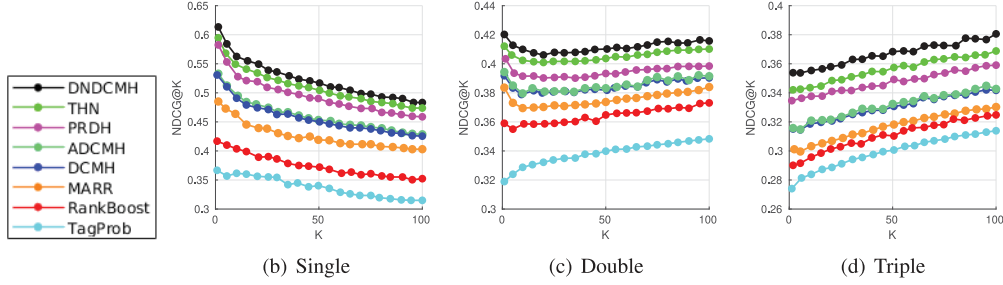 DNDCMH
THN
PRDH
ADCMH
DCMH
MARR
RankBoost
TagProb
0.65
0.6
0.55
0.5
0.45
0.4
0.35
0.3
NDCG@K
0 50 100
K
(b) Single
0.44
0.42
0.4
0.38
0.36
0.34
0.32
0.3
NDCG@K
0 50 100
K
(c) Double
0.4
0.38
0.36
0.34
0.32
0.3
0.28
0.26
NDCG@K
0 50 100
K
(d) Triple